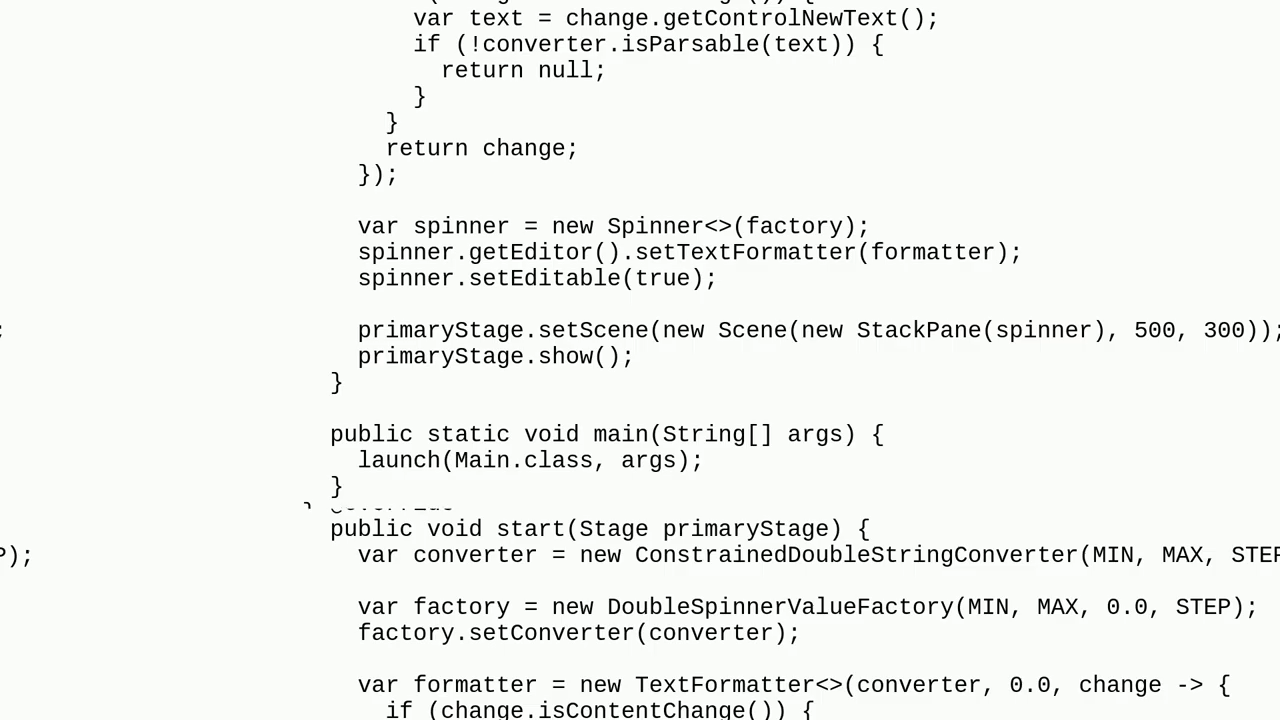 var text = change.getControlNewText();
if (!converter.isParsable(text)) {
return null;
}
}
return change;
});
var spinner = new Spinner<>(factory);
spinner.getEditor().setTextFormatter(formatter);
spinner.setEditable(true);
; primaryStage.setScene(new Scene(new StackPane(spinner), 500, 300));
primaryStage.show();
}
public static void main(String[] args) {
launch(Main.class, args);
}
public void start(Stage primaryStage) {
P); var converter = new ConstrainedDoubleStringConverter(MIN, MAX, STEP
var factory = new DoubleSpinnerValueFactory(MIN, MAX, 0.0, STEP);
factory.setConverter(converter);
var formatter = new TextFormatter<>(converter, 0.0, change -> {
if (change.isContentChange()) {